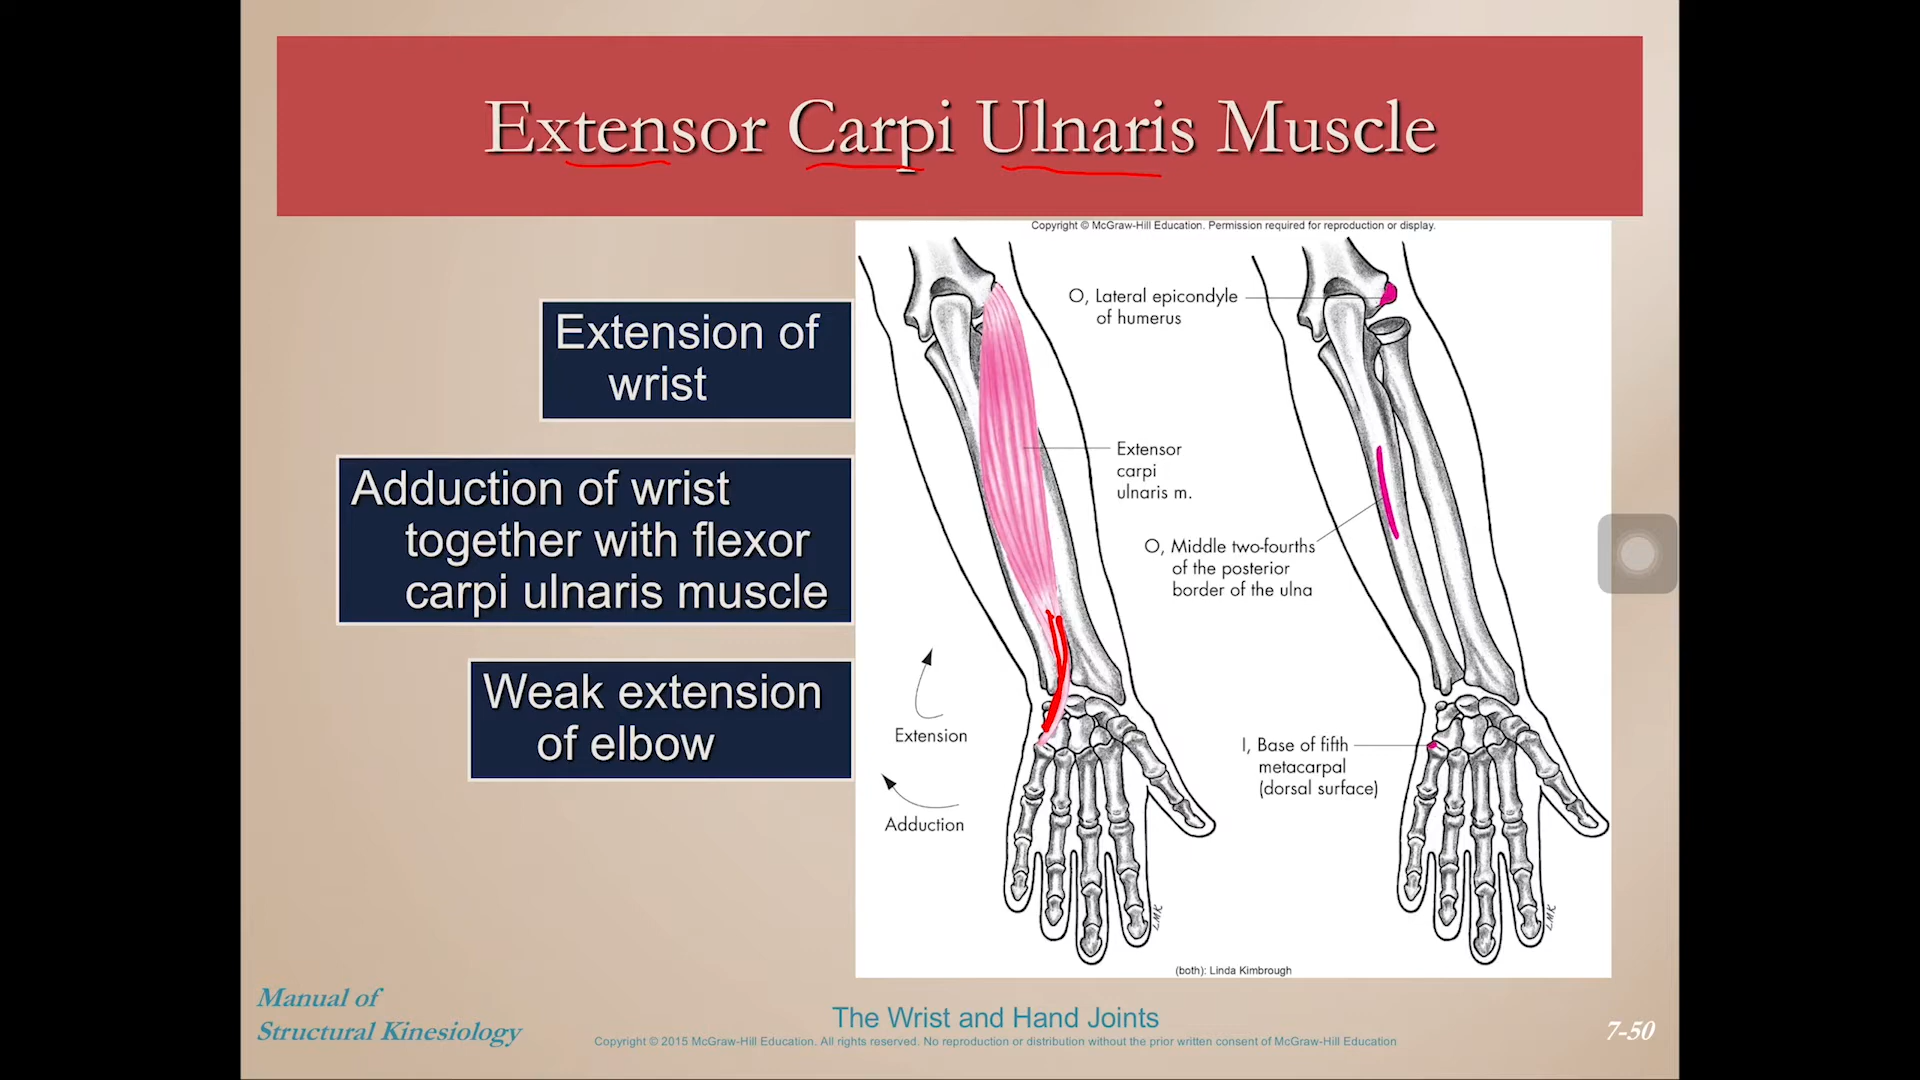 Extensor Carpi Ulnaris Muscle
Copyright © McGraw-Hill Education. Permission required for reproduction or display.
Extension of
wrist
Adduction of wrist
together with flexor
carpi ulnaris muscle
Weak extension
of elbow
O, Lateral epicondyle
of humerus
Extensor
carpi
ulnaris m.
O, Middle two-fourths
of the posterior
border of the ulna
Extension
Adduction
I, Base of fifth
metacarpal
(dorsal surface)
L.M.K
L.M.K
(both): Linda Kimbrough
Manual of
Structural Kinesiology
The Wrist and Hand Joints
Copyright © 2015 McGraw-Hill Education. All rights reserved. No reproduction or distribution without the prior written consent of McGraw-Hill Education
7-50